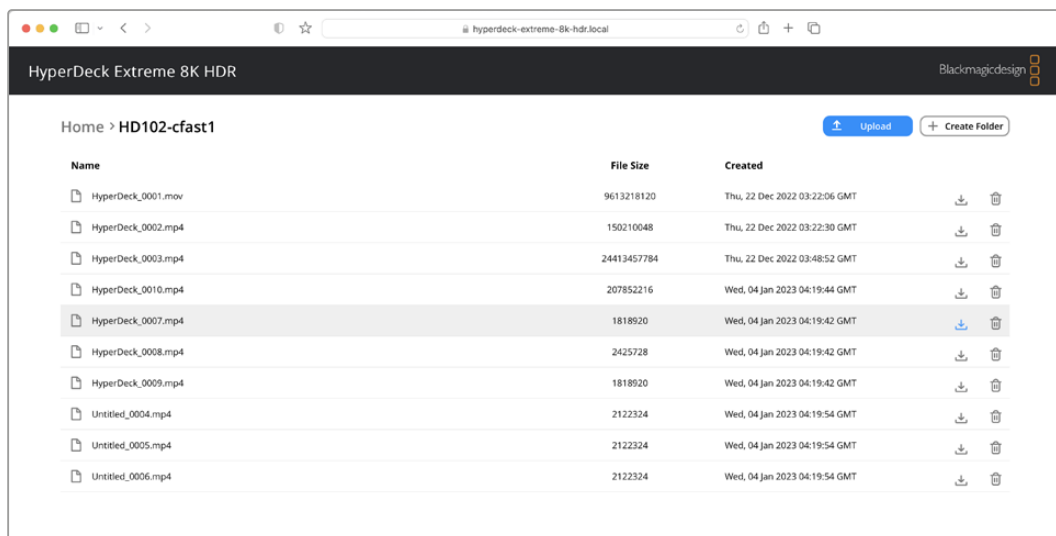 hyperdeck-extreme-8k-hdr.local
HyperDeck Extreme 8K HDR
Blackmagicdesign
Home > HD102-cfast1
Upload
+ Create Folder
Name File Size Created
HyperDeck_0001.mov 9613218120 Thu, 22 Dec 2022 03:22:06 GMT
HyperDeck_0002.mp4 150210048 Thu, 22 Dec 2022 03:22:30 GMT
HyperDeck_0003.mp4 24413457784 Thu, 22 Dec 2022 03:48:52 GMT
HyperDeck_0010.mp4 207852216 Wed, 04 Jan 2023 04:19:44 GMT
HyperDeck_0007.mp4 1818920 Wed, 04 Jan 2023 04:19:42 GMT
HyperDeck_0008.mp4 2425728 Wed, 04 Jan 2023 04:19:42 GMT
HyperDeck_0009.mp4 1818920 Wed, 04 Jan 2023 04:19:42 GMT
Untitled_0004.mp4 2122324 Wed, 04 Jan 2023 04:19:54 GMT
Untitled_0005.mp4 2122324 Wed, 04 Jan 2023 04:19:54 GMT
Untitled_0006.mp4 2122324 Wed, 04 Jan 2023 04:19:54 GMT